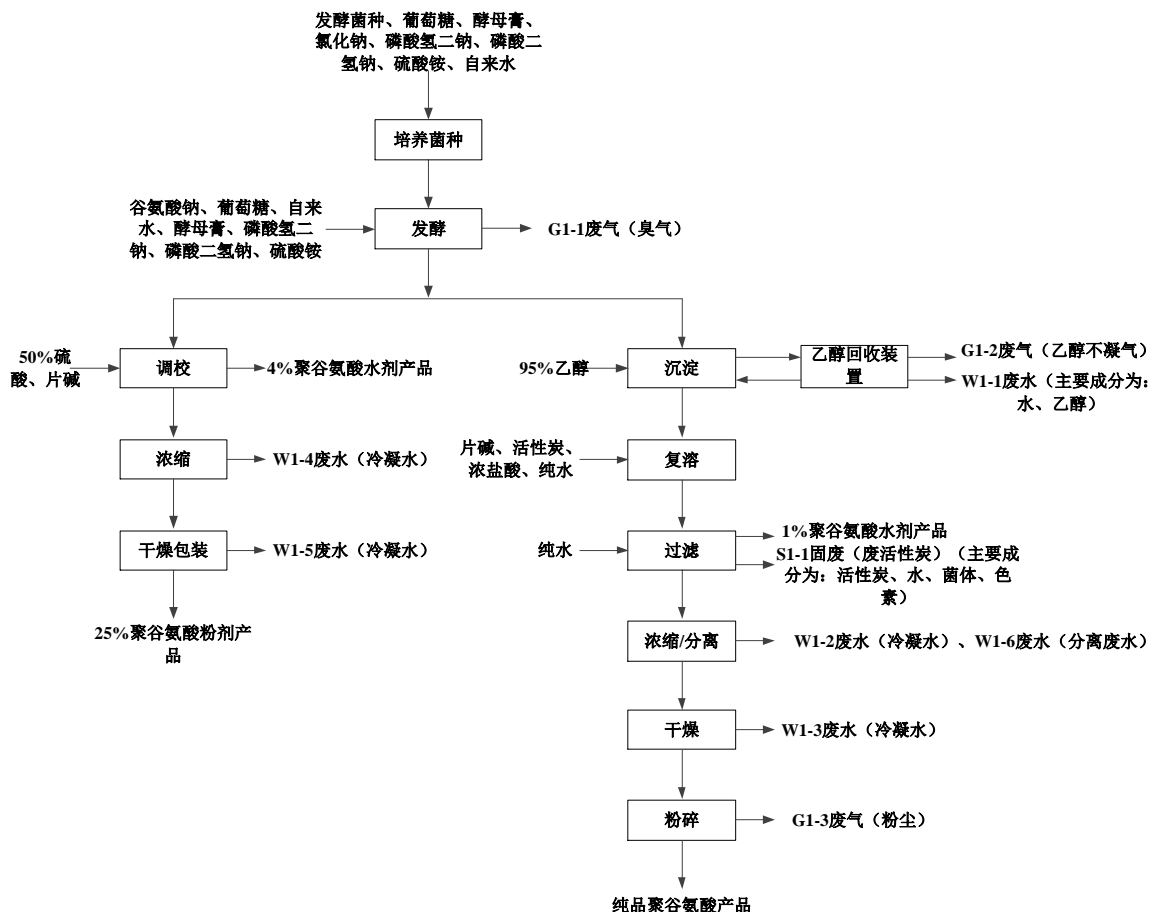 发酵菌种、葡萄糖、酵母膏、
氯化钠、磷酸氢二钠、磷酸二
氢钠、硫酸铵、自来水
培养菌种
谷氨酸钠、葡萄糖、自来
水、酵母膏、磷酸氢二
钠、磷酸二氢钠、硫酸铵
发酵
G1-1废气（臭气）
50%硫
酸、片碱
调校
4%聚谷氨酸水剂产品
95%乙醇
沉淀
乙醇回收装
置
G1-2废气（乙醇不凝气）
W1-1废水（主要成分为：
水、乙醇）
浓缩
W1-4废水（冷凝水）
片碱、活性炭、
浓盐酸、纯水
复溶
干燥包装
W1-5废水（冷凝水）
纯水
过滤
1%聚谷氨酸水剂产品
S1-1固废（废活性炭）（主要成
分为：活性炭、水、菌体、色
素）
25%聚谷氨酸粉剂产
品
浓缩/分离
W1-2废水（冷凝水）、W1-6废水（分离废水）
干燥
W1-3废水（冷凝水）
粉碎
G1-3废气（粉尘）
纯品聚谷氨酸产品